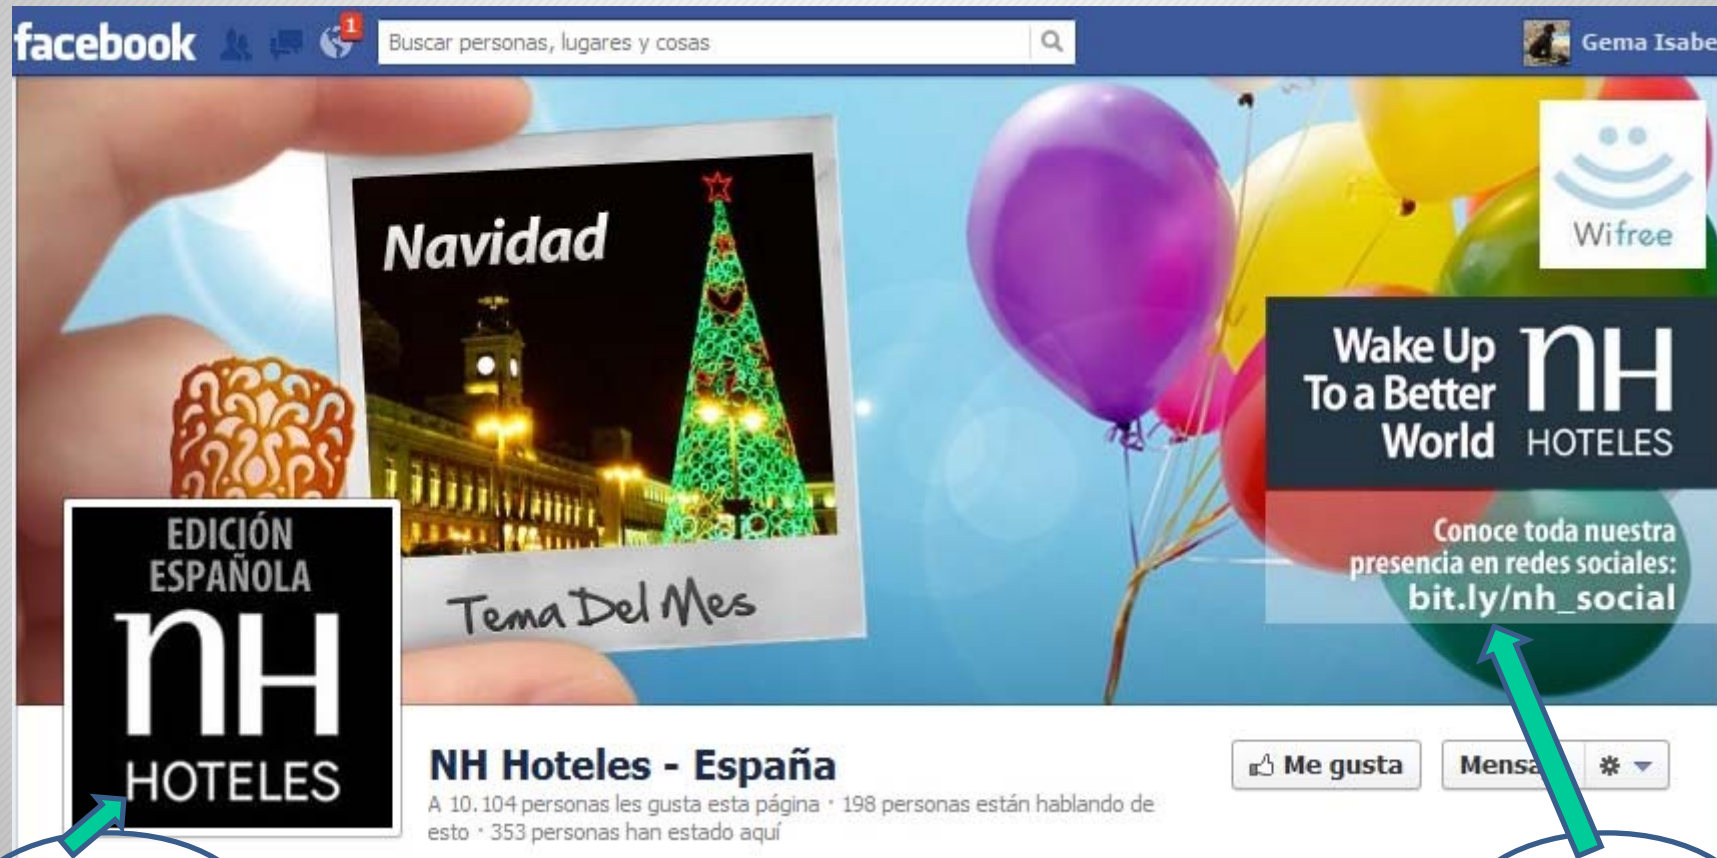 facebook
1
Buscar personas, lugares y cosas
Gema Isabe
Navidad
Tema Del Mes
Wifree
Wake Up
To a Better
World
nH
HOTELES
Conoce toda nuestra
presencia en redes sociales:
bit.ly/nh_social
EDICIÓN
ESPAÑOLA
nH
HOTELES
NH Hoteles - España
A 10.104 personas les gusta esta página · 198 personas están hablando de
esto · 353 personas han estado aquí
Me gusta
Mensa